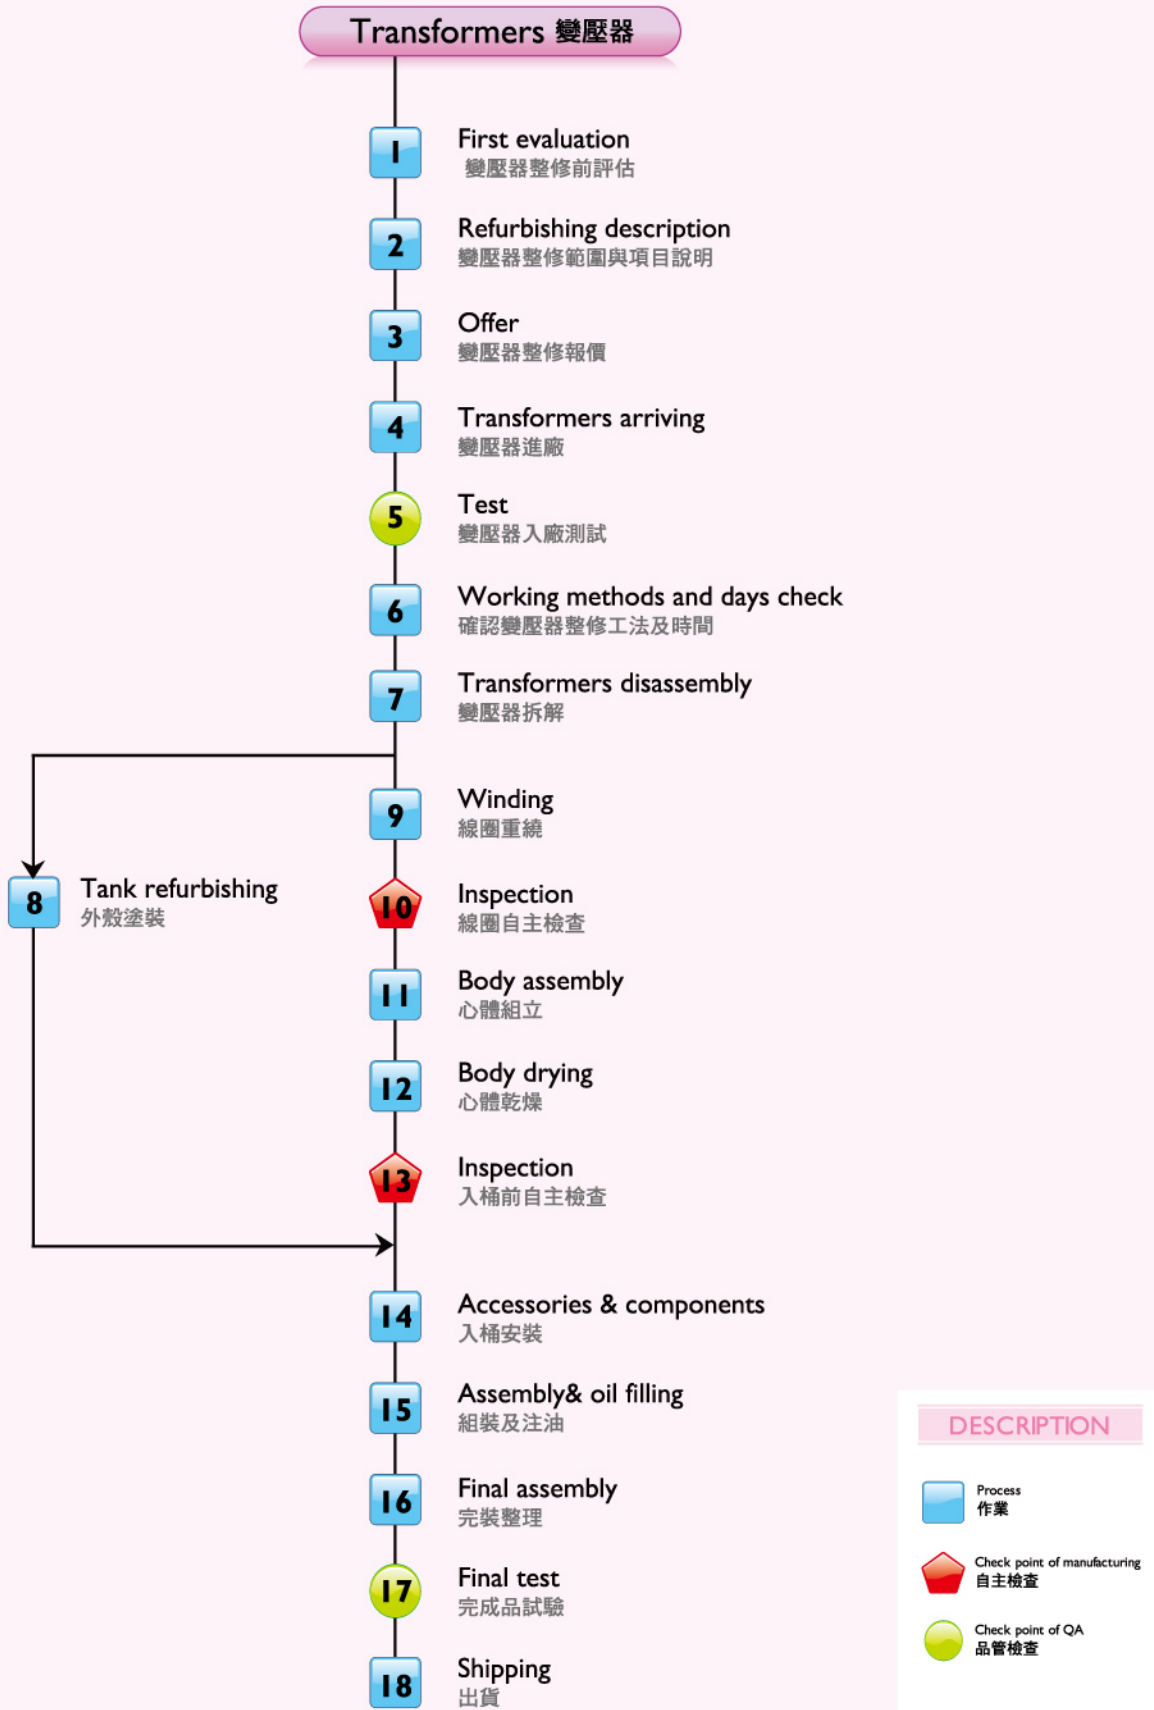 Transformers 變壓器
1
First evaluation
變壓器整修前評估
2
Refurbishing description
變壓器整修範圍與項目說明
3
Offer
變壓器整修報價
4
Transformers arriving
變壓器進廠
5
Test
變壓器入廠測試
6
Working methods and days check
確認變壓器整修工法及時間
7
Transformers disassembly
變壓器拆解
8
Tank refurbishing
外殼塗裝
9
Winding
線圈重繞
10
Inspection
線圈自主檢查
11
Body assembly
心體組立
12
Body drying
心體乾燥
13
Inspection
入桶前自主檢查
14
Accessories & components
入桶安裝
15
Assembly& oil filling
組裝及注油
16
Final assembly
完裝整理
17
Final test
完成品試驗
18
Shipping
出貨
DESCRIPTION
Process
作業
Check point of manufacturing
自主檢查
Check point of QA
品管檢查